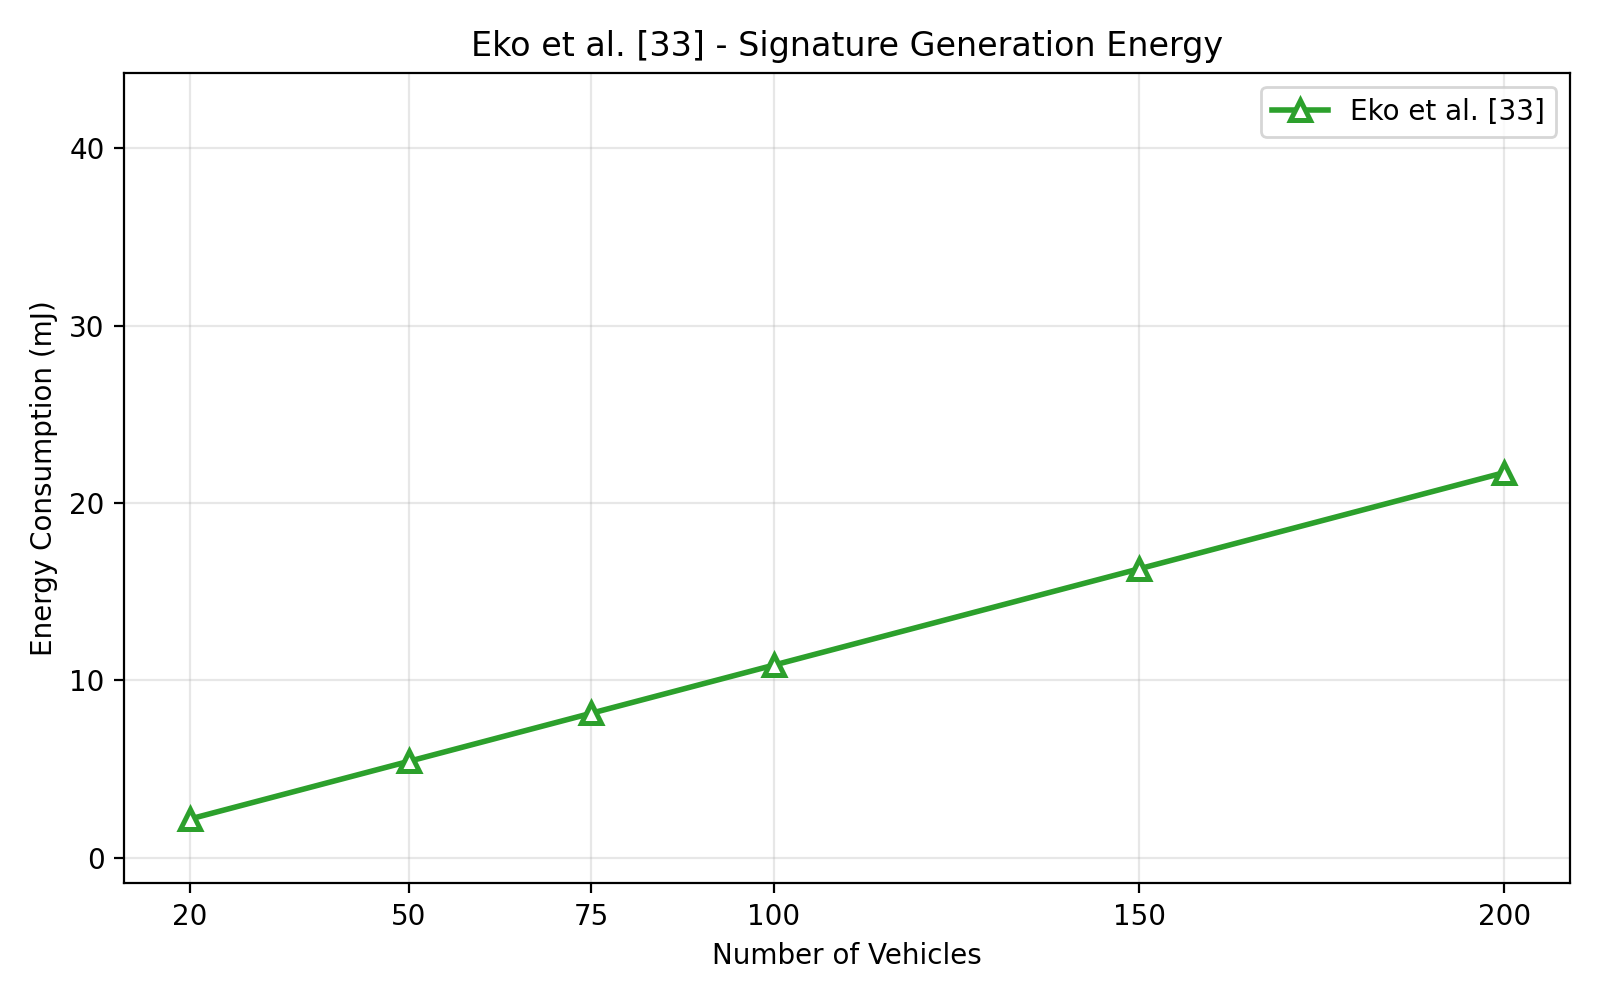 Eko et al. [33] - Signature Generation Energy
Eko et al. [33]
Energy Consumption (mJ)
40
30
20
10
0
20 50 75 100 150 200
Number of Vehicles